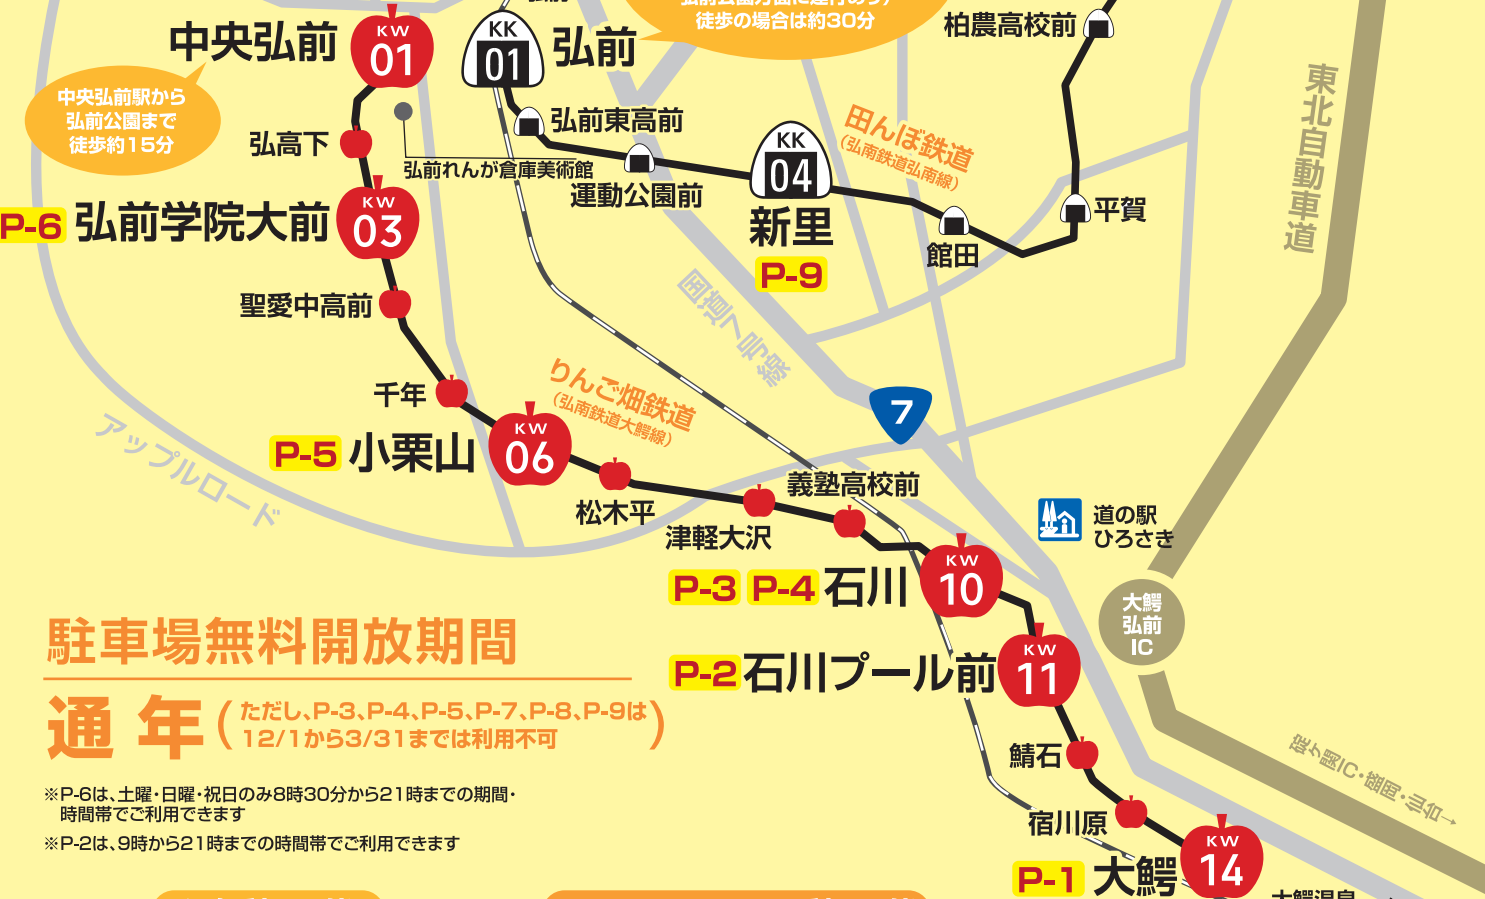 徒歩の場合は約30分
柏農高校前
中央弘前
KW
01
KK
01
弘前
中央弘前駅から
弘前公園まで
徒歩約15分
弘高下
弘前れんが倉庫美術館
弘前東高前
運動公園前
KK
04
新里
P-9
田んぼ鉄道
(弘南鉄道弘南線)
館田
平賀
東北自動車道
P-6
弘前学院大前
KW
03
聖愛中高前
国道7号線
千年
りんご畑鉄道
(弘南鉄道大鰐線)
7
アップルロード
P-5
小栗山
KW
06
松木平
津軽大沢
義塾高校前
道の駅
ひろさき
P-3
P-4
石川
KW
10
大鰐
弘前
IC
P-2
石川プール前
KW
11
鯖石
宿川原
碇ヶ関IC・盛岡・仙台→
P-1
大鰐
KW
14
大鰐温泉
駐車場無料開放期間
通年(ただし、P-3、P-4、P-5、P-7、P-8、P-9は
12/1から3/31までは利用不可)
※P-6は、土曜・日曜・祝日のみ8時30分から21時までの期間・
時間帯でご利用できます
※P-2は、9時から21時までの時間帯でご利用できます